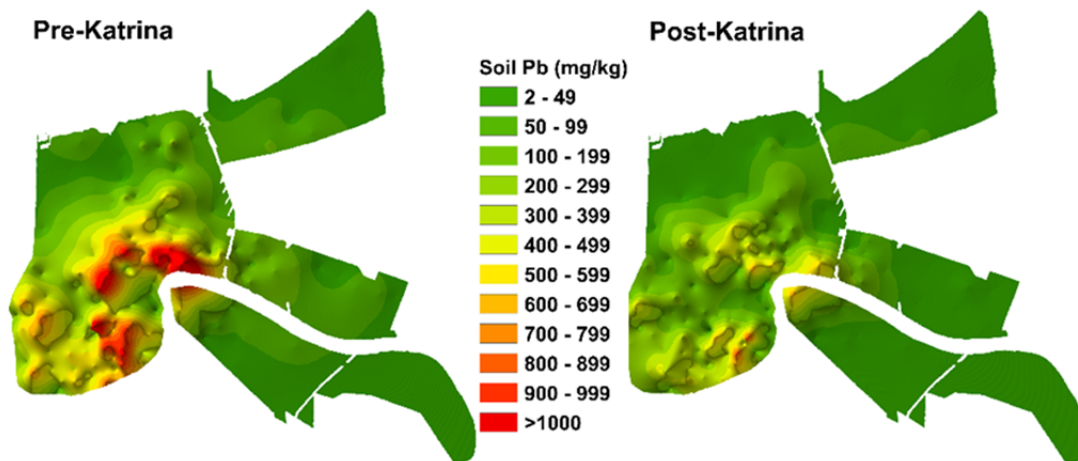 Pre-Katrina
Post-Katrina
Soil Pb (mg/kg)
2 - 49
50 - 99
100 - 199
200 - 299
300 - 399
400 - 499
500 - 599
600 - 699
700 - 799
800 - 899
900 - 999
>1000